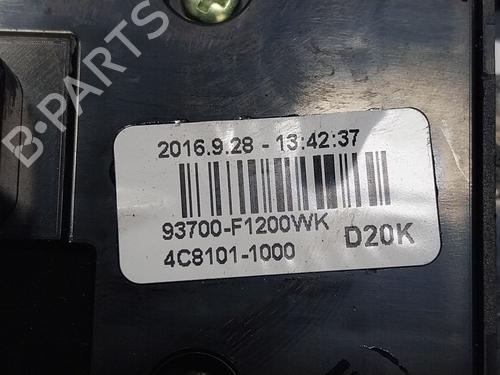 2016.9.28 - 13:42:37
93700-F1200WK
4C8101-1000
D20K
B-PARTS